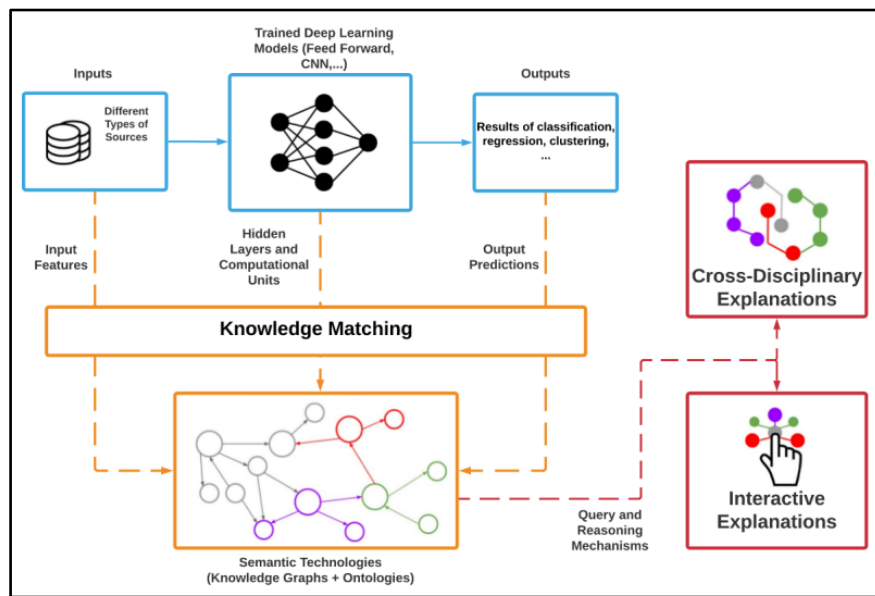 Trained Deep Learning
Models (Feed Forward,
CNN,...)
Inputs
Outputs
Different
Types of
Sources
Results of classification,
regression, clustering,
...
Input
Features
Hidden
Layers and
Computational
Units
Output
Predictions
Knowledge Matching
Cross-Disciplinary
Explanations
Interactive
Explanations
Query and
Reasoning
Mechanisms
Semantic Technologies
(Knowledge Graphs + Ontologies)